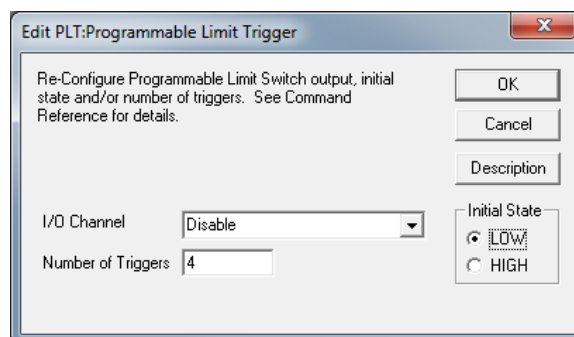 Edit PLT:Programmable Limit Trigger
Re-Configure Programmable Limit Switch output, initial
state and/or number of triggers. See Command
Reference for details.
OK
Cancel
Description
I/O Channel
Disable
Number of Triggers
4
Initial State
LOW
HIGH